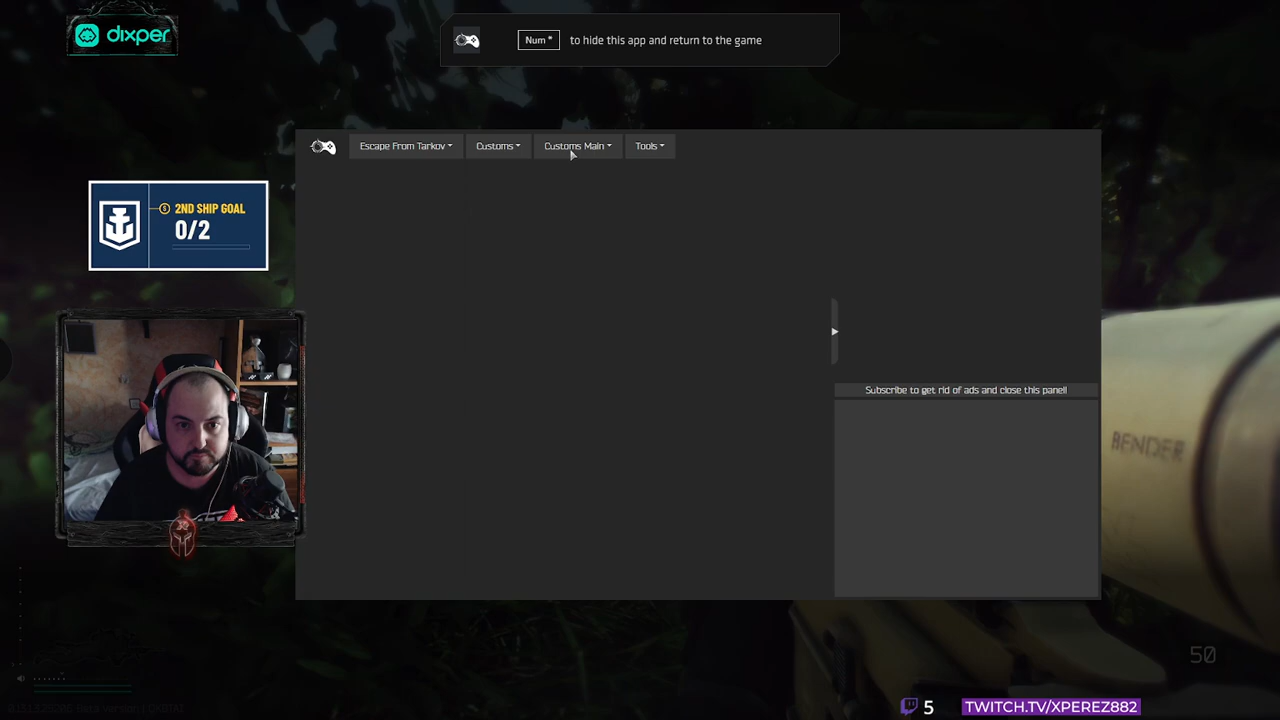 dixper
Num * to hide this app and return to the game
Escape From Tarkov Customs Customs Main Tools
2ND SHIP GOAL
0/2
Subscribe to get rid of ads and close this panel!
BENDER
50
5 TWITCH.TV/XPEREZ882